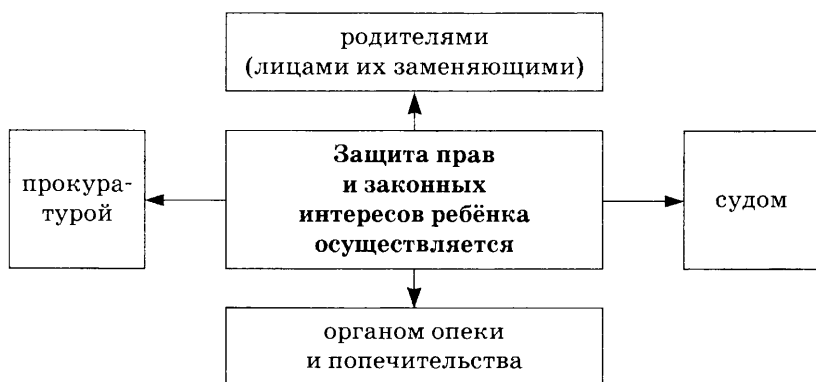 родителями
(лицами их заменяющими)
прокура-
турой
Защита прав
и законных
интересов ребёнка
осуществляется
судом
органом опеки
и попечительства